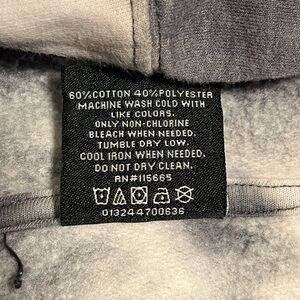 60%COTTON 40%POLYESTER
MACHINE WASH COLD WITH
LIKE COLORS.
ONLY NON-CHLORINE
BLEACH WHEN NEEDED.
TUMBLE DRY LOW.
COOL IRON WHEN NEEDED.
DO NOT DRY CLEAN.
RN#115665
013244700636